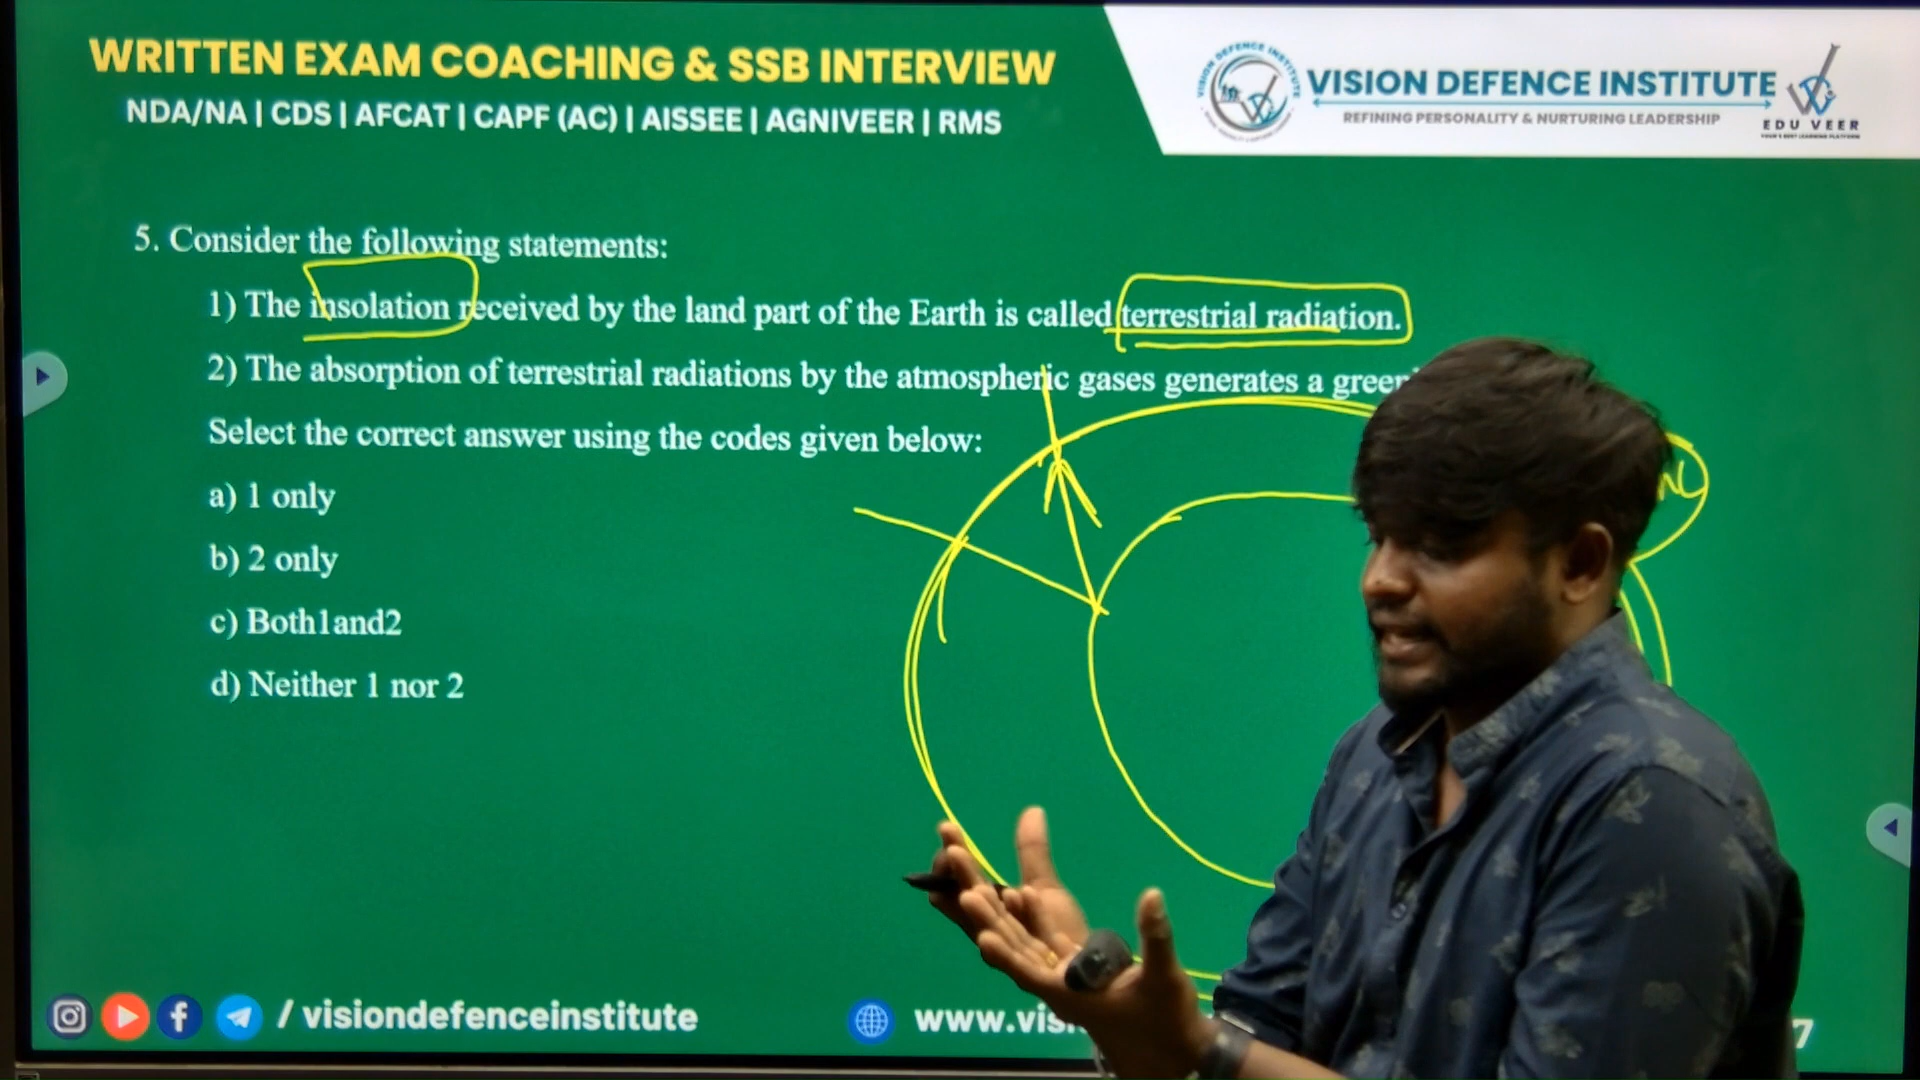 WRITTEN EXAM COACHING & SSB INTERVIEW
NDA/NA | CDS | AFCAT | CAPF (AC) | AISSEE | AGNIVEER | RMS
VISION DEFENCE INSTITUTE
REFINING PERSONALITY & NURTURING LEADERSHIP
EDU VEER
5. Consider the following statements:
1) The insolation received by the land part of the Earth is called terrestrial radiation.
2) The absorption of terrestrial radiations by the atmospheric gases generates a green
Select the correct answer using the codes given below:
a) 1 only
b) 2 only
c) Both1and2
d) Neither 1 nor 2
/ visiondefenceinstitute
www.vis
7